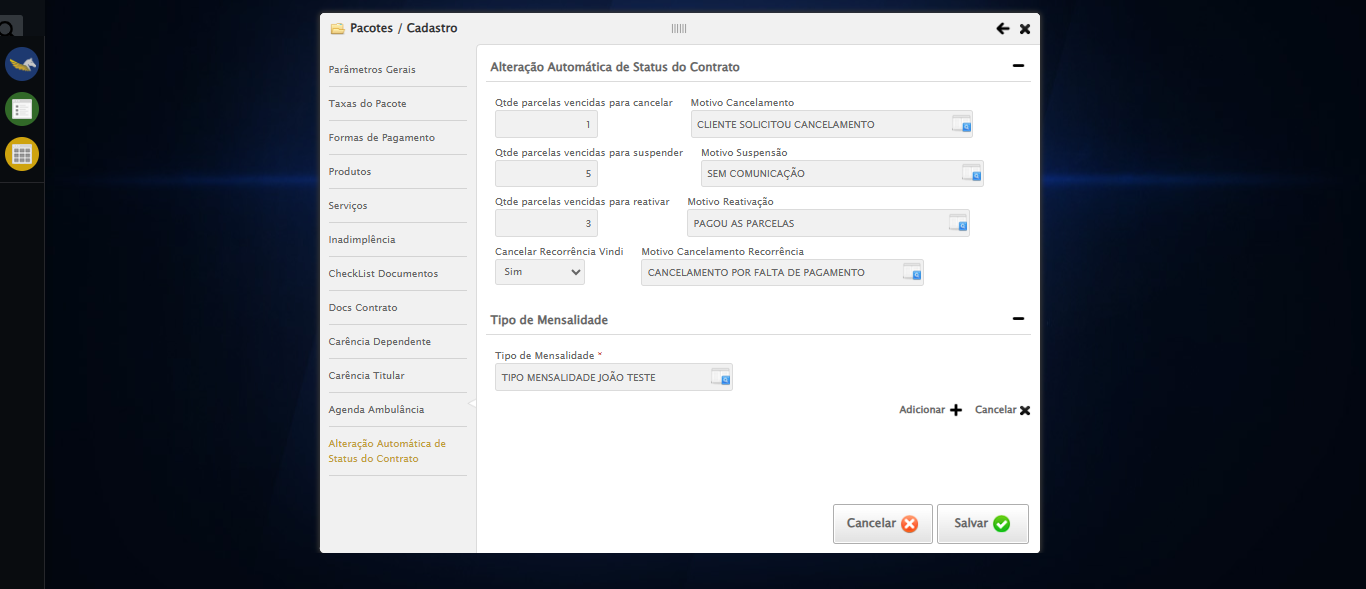 Pacotes / Cadastro
Parâmetros Gerais
Taxas do Pacote
Formas de Pagamento
Produtos
Serviços
Inadimplência
CheckList Documentos
Docs Contrato
Carência Dependente
Carência Titular
Agenda Ambulância
Alteração Automática de
Status do Contrato
Alteração Automática de Status do Contrato
Qtde parcelas vencidas para cancelar Motivo Cancelamento
1 CLIENTE SOLICITOU CANCELAMENTO
Qtde parcelas vencidas para suspender Motivo Suspensão
5 SEM COMUNICAÇÃO
Qtde parcelas vencidas para reativar Motivo Reativação
3 PAGOU AS PARCELAS
Cancelar Recorrência Vindi Motivo Cancelamento Recorrência
Sim CANCELAMENTO POR FALTA DE PAGAMENTO
Tipo de Mensalidade
Tipo de Mensalidade *
TIPO MENSALIDADE JOÃO TESTE
Adicionar Cancelar
Cancelar Salvar